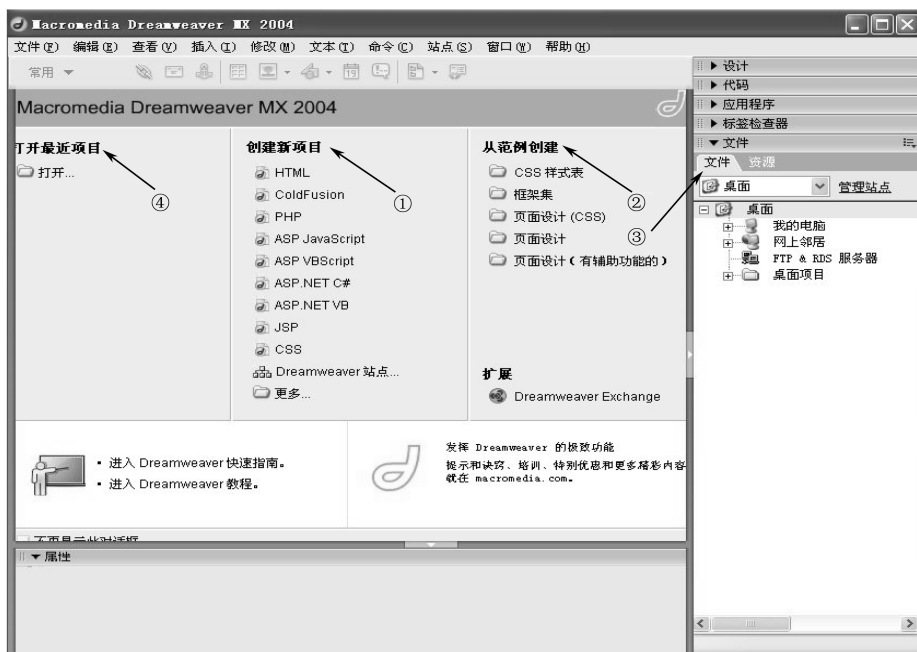 Macromedia Dreamweaver MX 2004
文件(F) 编辑(E) 查看(V) 插入(I) 修改(M) 文本(T) 命令(C) 站点(S) 窗口(W) 帮助(H)
常用
Macromedia Dreamweaver MX 2004
打开最近项目
打开...
④
创建新项目
①
HTML
ColdFusion
PHP
ASP JavaScript
ASP VBScript
ASP.NET C#
ASP.NET VB
JSP
CSS
Dreamweaver 站点...
更多...
从范例创建
②
CSS 样式表
框架集
页面设计 (CSS)
页面设计
页面设计(有辅助功能的)
扩展
Dreamweaver Exchange
• 进入 Dreamweaver 快速指南。
• 进入 Dreamweaver 教程。
发挥 Dreamweaver 的极致功能
提示和诀窍、培训、特别优惠和更多精彩内容
就在 macromedia.com。
不再显示此对话框
属性
设计
代码
应用程序
标签检查器
文件
文件 资源
③
桌面 管理站点
桌面
我的电脑
网上邻居
FTP & RDS 服务器
桌面项目